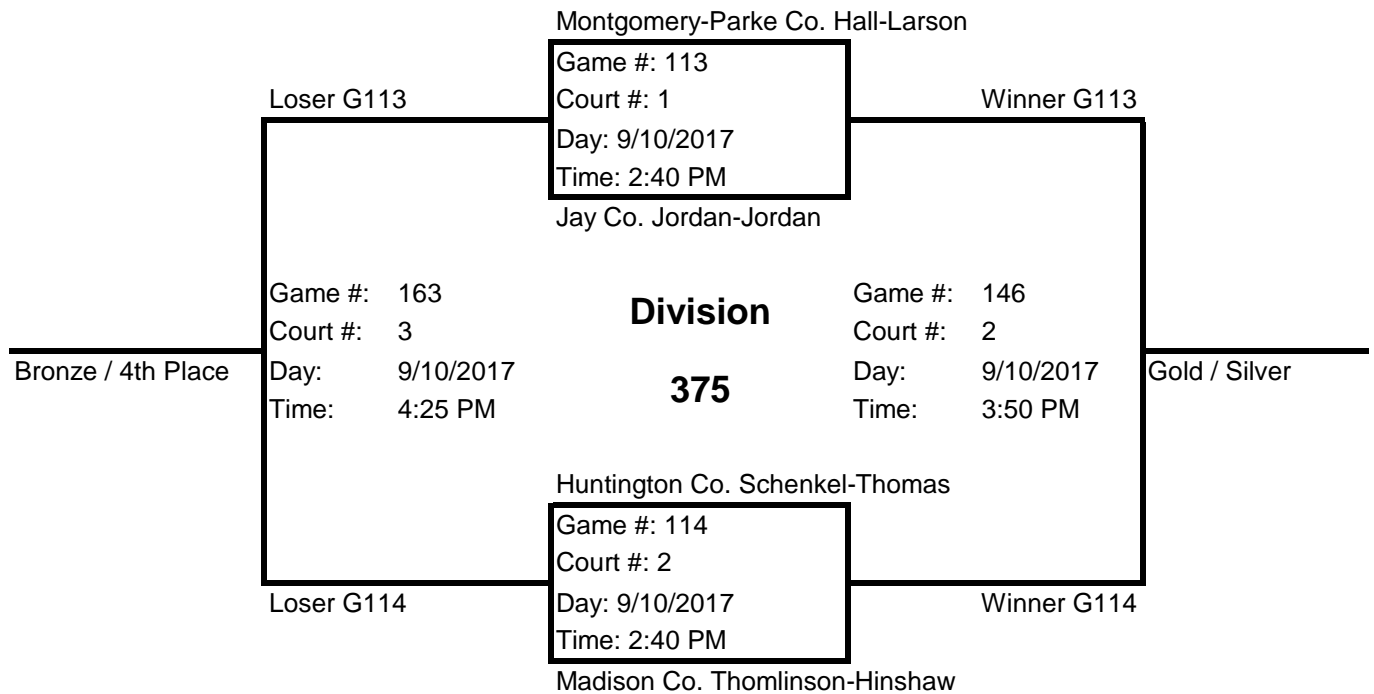 Montgomery-Parke Co. Hall-Larson
Game #: 113
Loser G113 Court #: 1 Winner G113
Day: 9/10/2017
Time: 2:40 PM
Jay Co. Jordan-Jordan
Game #: 163
Court #: 3
Day: 9/10/2017
Time: 4:25 PM
Bronze / 4th Place
Division
375
Game #: 146
Court #: 2
Day: 9/10/2017
Time: 3:50 PM
Gold / Silver
Huntington Co. Schenkel-Thomas
Game #: 114
Court #: 2
Loser G114 Day: 9/10/2017 Winner G114
Time: 2:40 PM
Madison Co. Thomlinson-Hinshaw